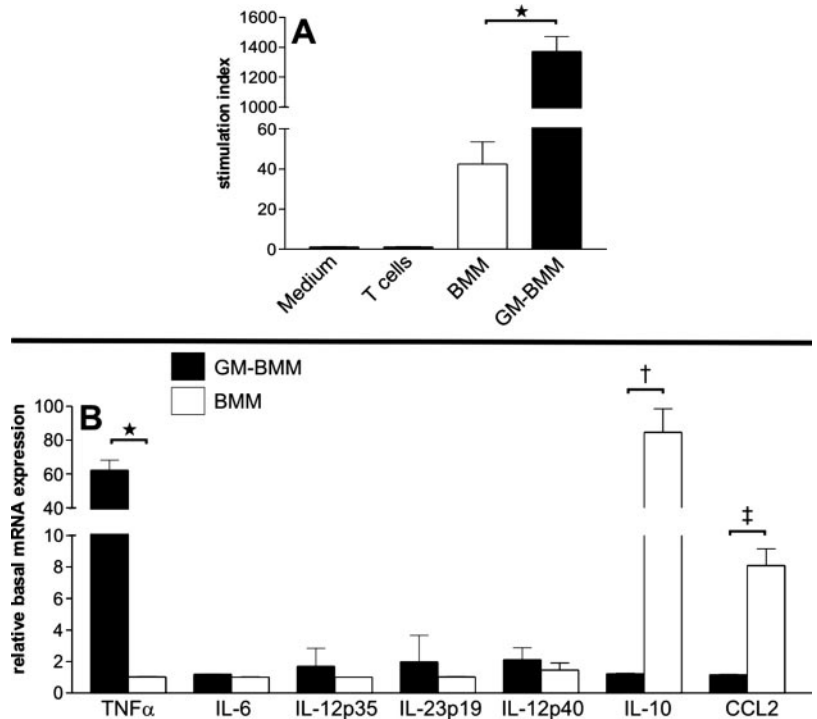 A
stimulation index
1600
1400
1200
1000
60
40
20
0
★
Medium
T cells
BMM
GM-BMM
GM-BMM
BMM
B
relative basal mRNA expression
100
80
60
40
10
8
6
4
2
0
★
†
‡
TNFα IL-6 IL-12p35 IL-23p19 IL-12p40 IL-10 CCL2